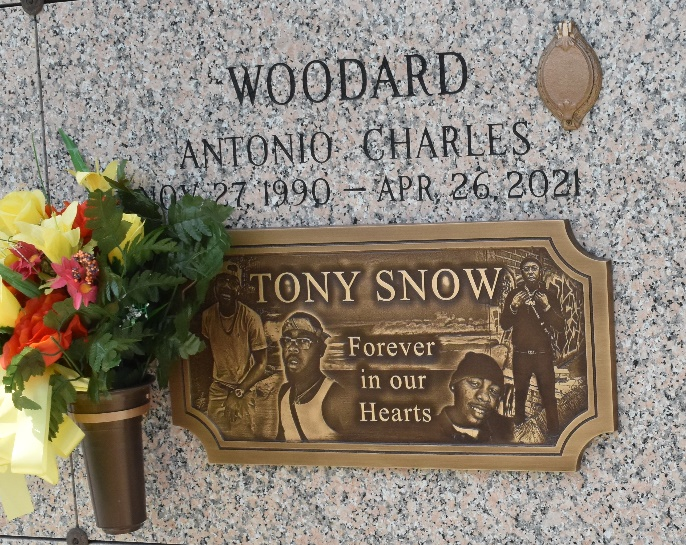 WOODARD
ANTONIO CHARLES
NOV. 27, 1990 – APR. 26, 2021
TONY SNOW
Forever
in our
Hearts